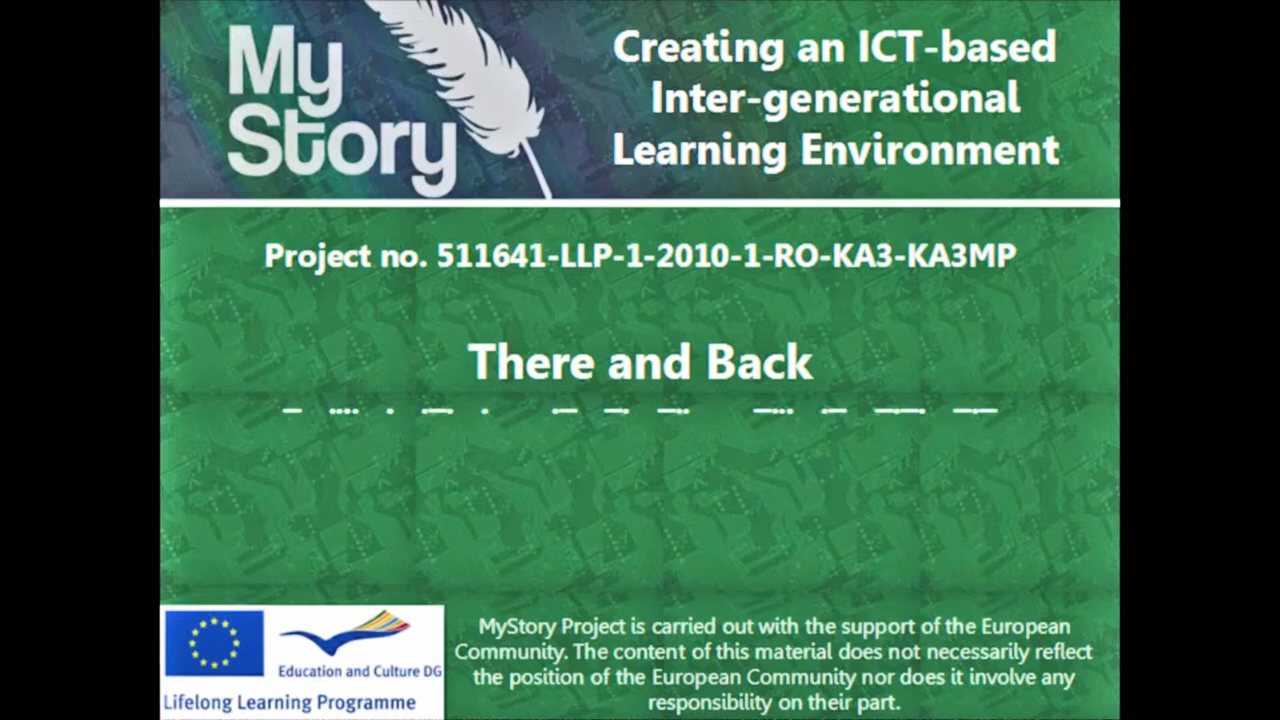 My
Story
Creating an ICT-based
Inter-generational
Learning Environment
Project no. 511641-LLP-1-2010-1-RO-KA3-KA3MP
There and Back
— •••• • •—• •   •— —• —••   —••• •— —•—• —•—
Education and Culture DG
Lifelong Learning Programme
MyStory Project is carried out with the support of the European
Community. The content of this material does not necessarily reflect
the position of the European Community nor does it involve any
responsibility on their part.